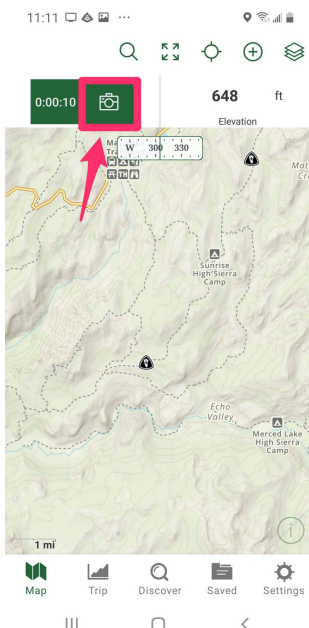 11:11
0:00:10
648 ft
Elevation
W 300 330
TH
Sunrise
High Sierra
Camp
Echo
Valley
Merced Lake
High Sierra
Camp
1 mi
i
Map Trip Discover Saved Settings